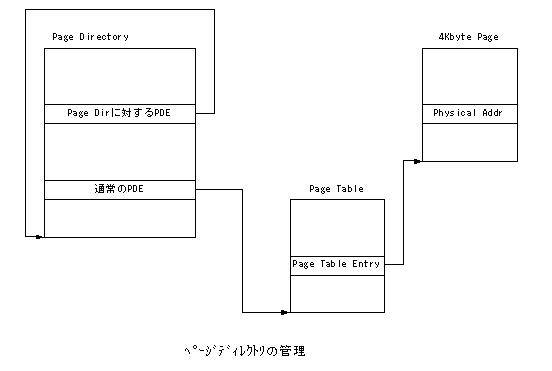 Page Directory
4Kbyte Page
Page Dirに対するPDE
Physical Addr
通常のPDE
Page Table
Page Table Entry
ﾍﾟｰｼﾞﾃﾞｨﾚｸﾄﾘの管理